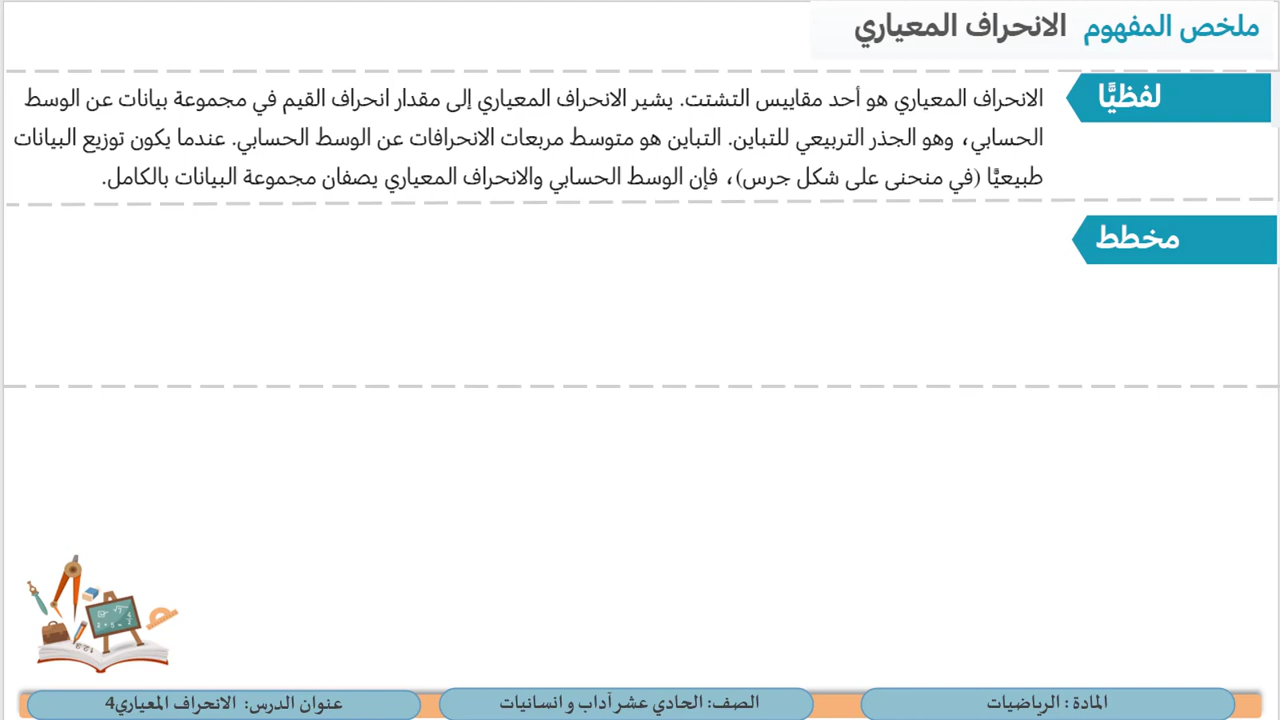 ملخص المفهوم الانحراف المعياري
لفظيًّا
الانحراف المعياري هو أحد مقاييس التشتت. يشير الانحراف المعياري إلى مقدار انحراف القيم في مجموعة بيانات عن الوسط
الحسابي، وهو الجذر التربيعي للتباين. التباين هو متوسط مربعات الانحرافات عن الوسط الحسابي. عندما يكون توزيع البيانات
طبيعيًّا (في منحنى على شكل جرس)، فإن الوسط الحسابي والانحراف المعياري يصفان مجموعة البيانات بالكامل.
مخطط
المادة : الرياضيات
الصف: الحادي عشر آداب و انسانيات
عنوان الدرس: الانحراف المعياري4